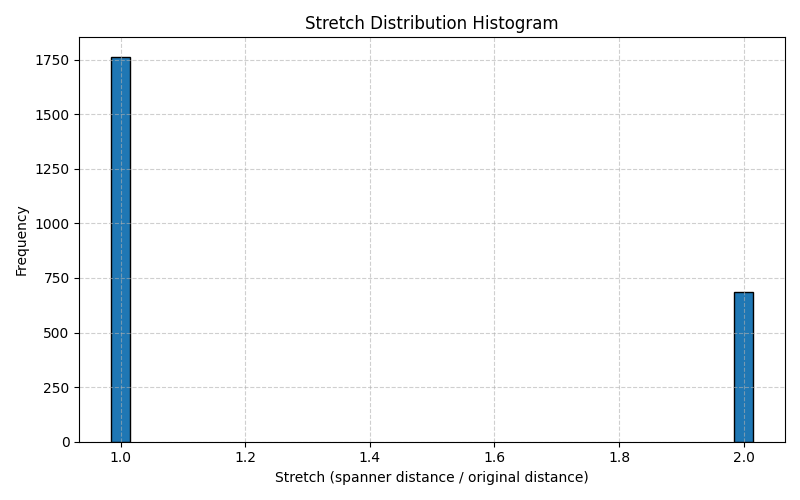 Stretch Distribution Histogram
1750
1500
1250
1000
750
500
250
0
Frequency
1.0 1.2 1.4 1.6 1.8 2.0
Stretch (spanner distance / original distance)